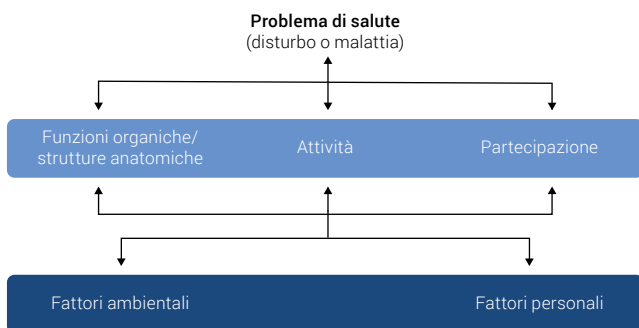 Problema di salute
(disturbo o malattia)
Funzioni organiche/
strutture anatomiche
Attività
Partecipazione
Fattori ambientali
Fattori personali